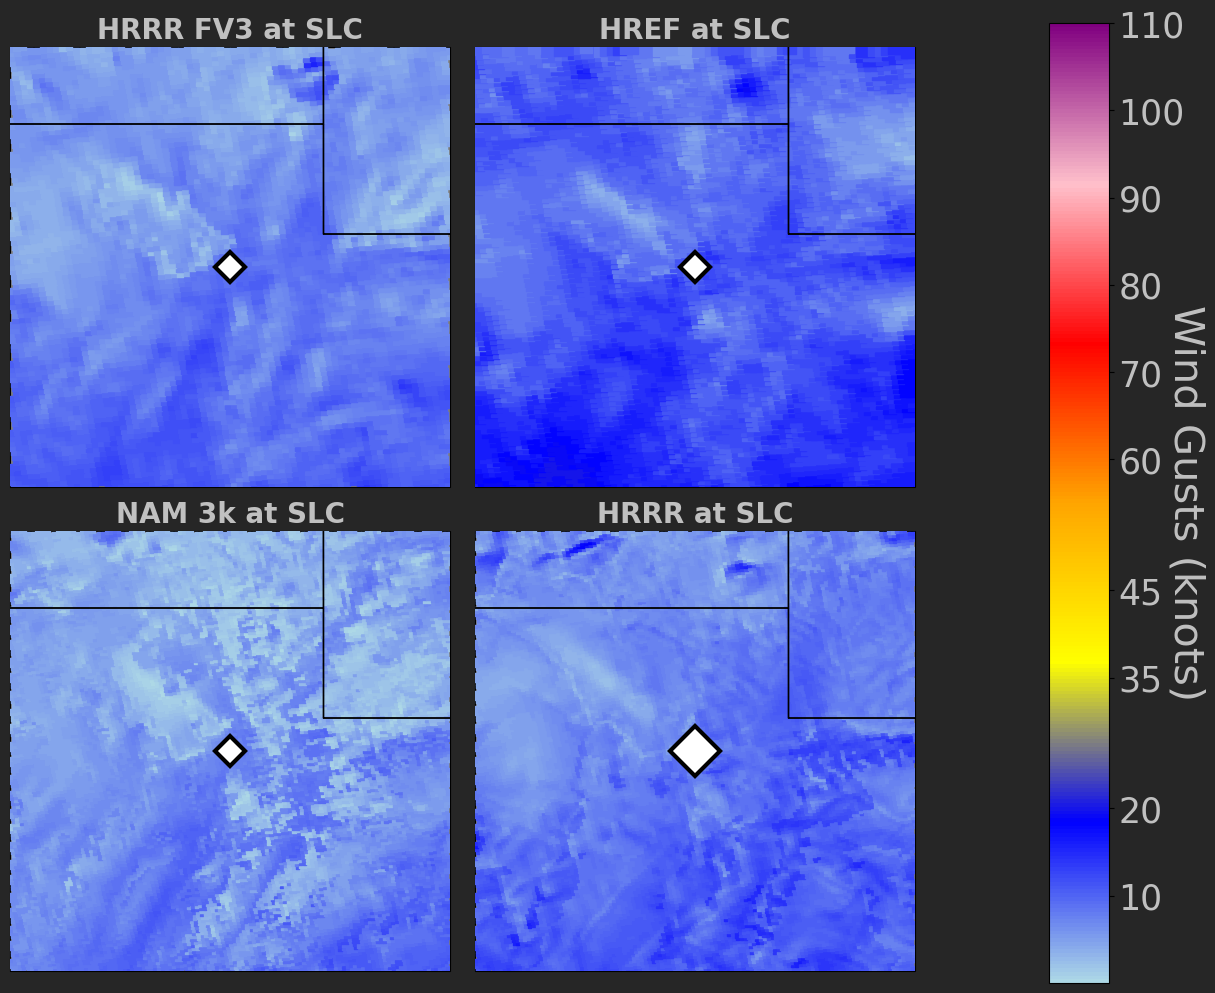 HRRR FV3 at SLC
HREF at SLC
NAM 3k at SLC
HRRR at SLC
110
100
90
80
70
60
45
35
20
10
Wind Gusts (knots)